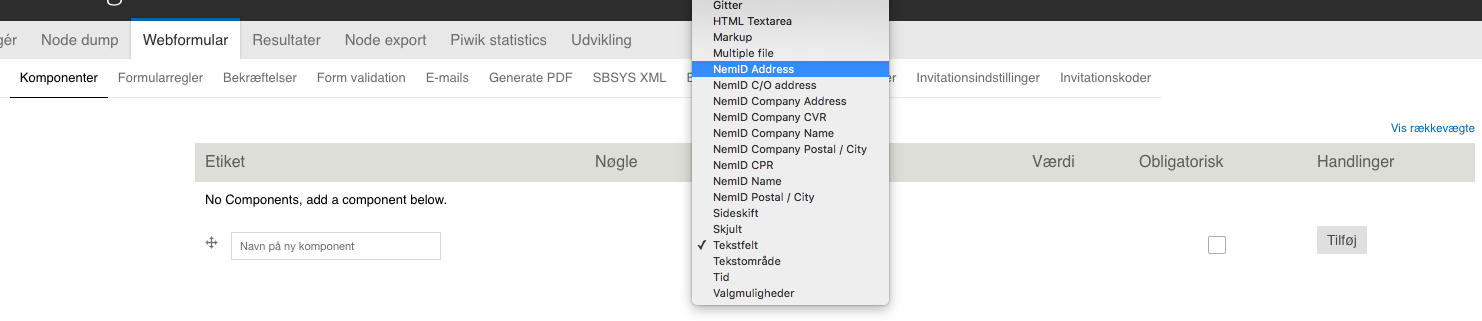 Gitter
HTML Textarea
Markup
Multiple file
NemID Address
NemID C/O address
NemID Company Address
NemID Company CVR
NemID Company Name
NemID Company Postal / City
NemID CPR
NemID Name
NemID Postal / City
Sideskift
Skjult
✓ Tekstfelt
Tekstområde
Tid
Valgmuligheder
gér Node dump Webformular Resultater Node export Piwik statistics Udvikling
Komponenter Formularregler Bekræftelser Form validation E-mails Generate PDF SBSYS XML er Invitationsindstillinger Invitationskoder
Vis rækkevægte
Etiket Nøgle Værdi Obligatorisk Handlinger
No Components, add a component below.
Navn på ny komponent Tilføj